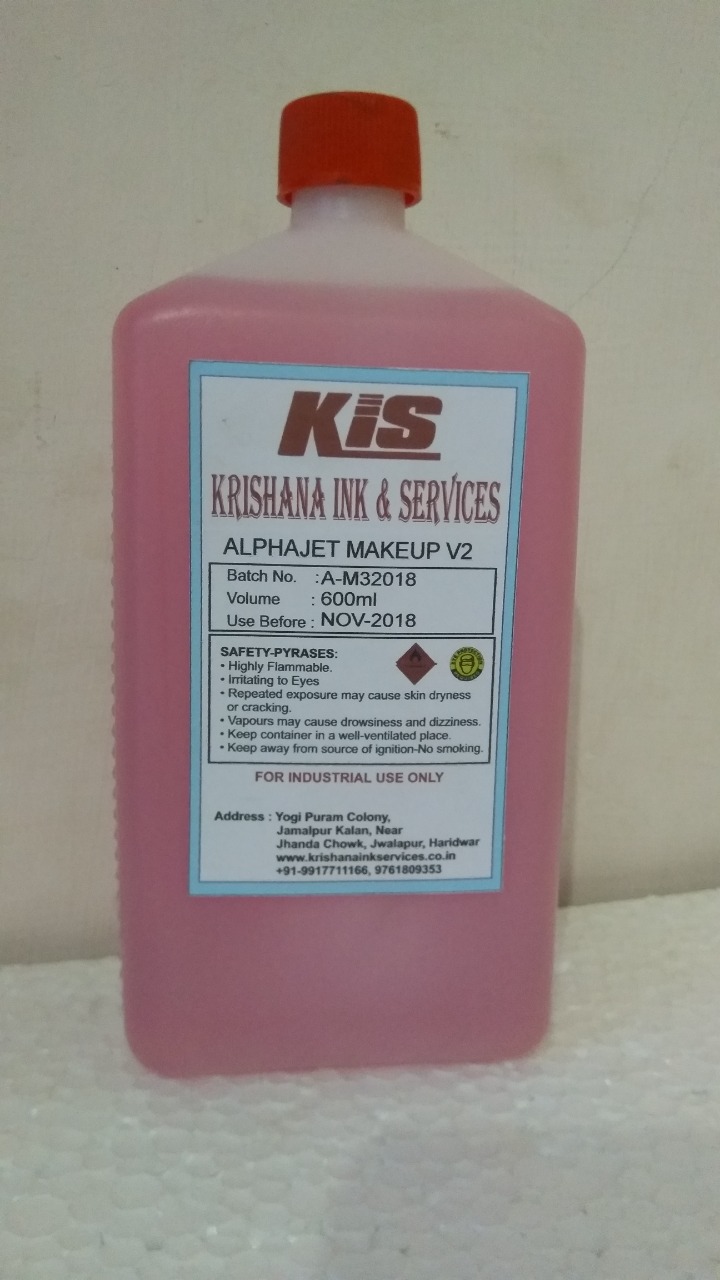 KiS
KRISHANA INK & SERVICES
ALPHAJET MAKEUP V2
Batch No. : A-M32018
Volume : 600ml
Use Before : NOV-2018
SAFETY-PYRASES:
• Highly Flammable.
• Irritating to Eyes
• Repeated exposure may cause skin dryness
or cracking.
• Vapours may cause drowsiness and dizziness.
• Keep container in a well-ventilated place.
• Keep away from source of ignition-No smoking.
FOR INDUSTRIAL USE ONLY
Address : Yogi Puram Colony,
Jamalpur Kalan, Near
Jhanda Chowk, Jwalapur, Haridwar
www.krishanainkservices.co.in
+91-9917711166, 9761809353